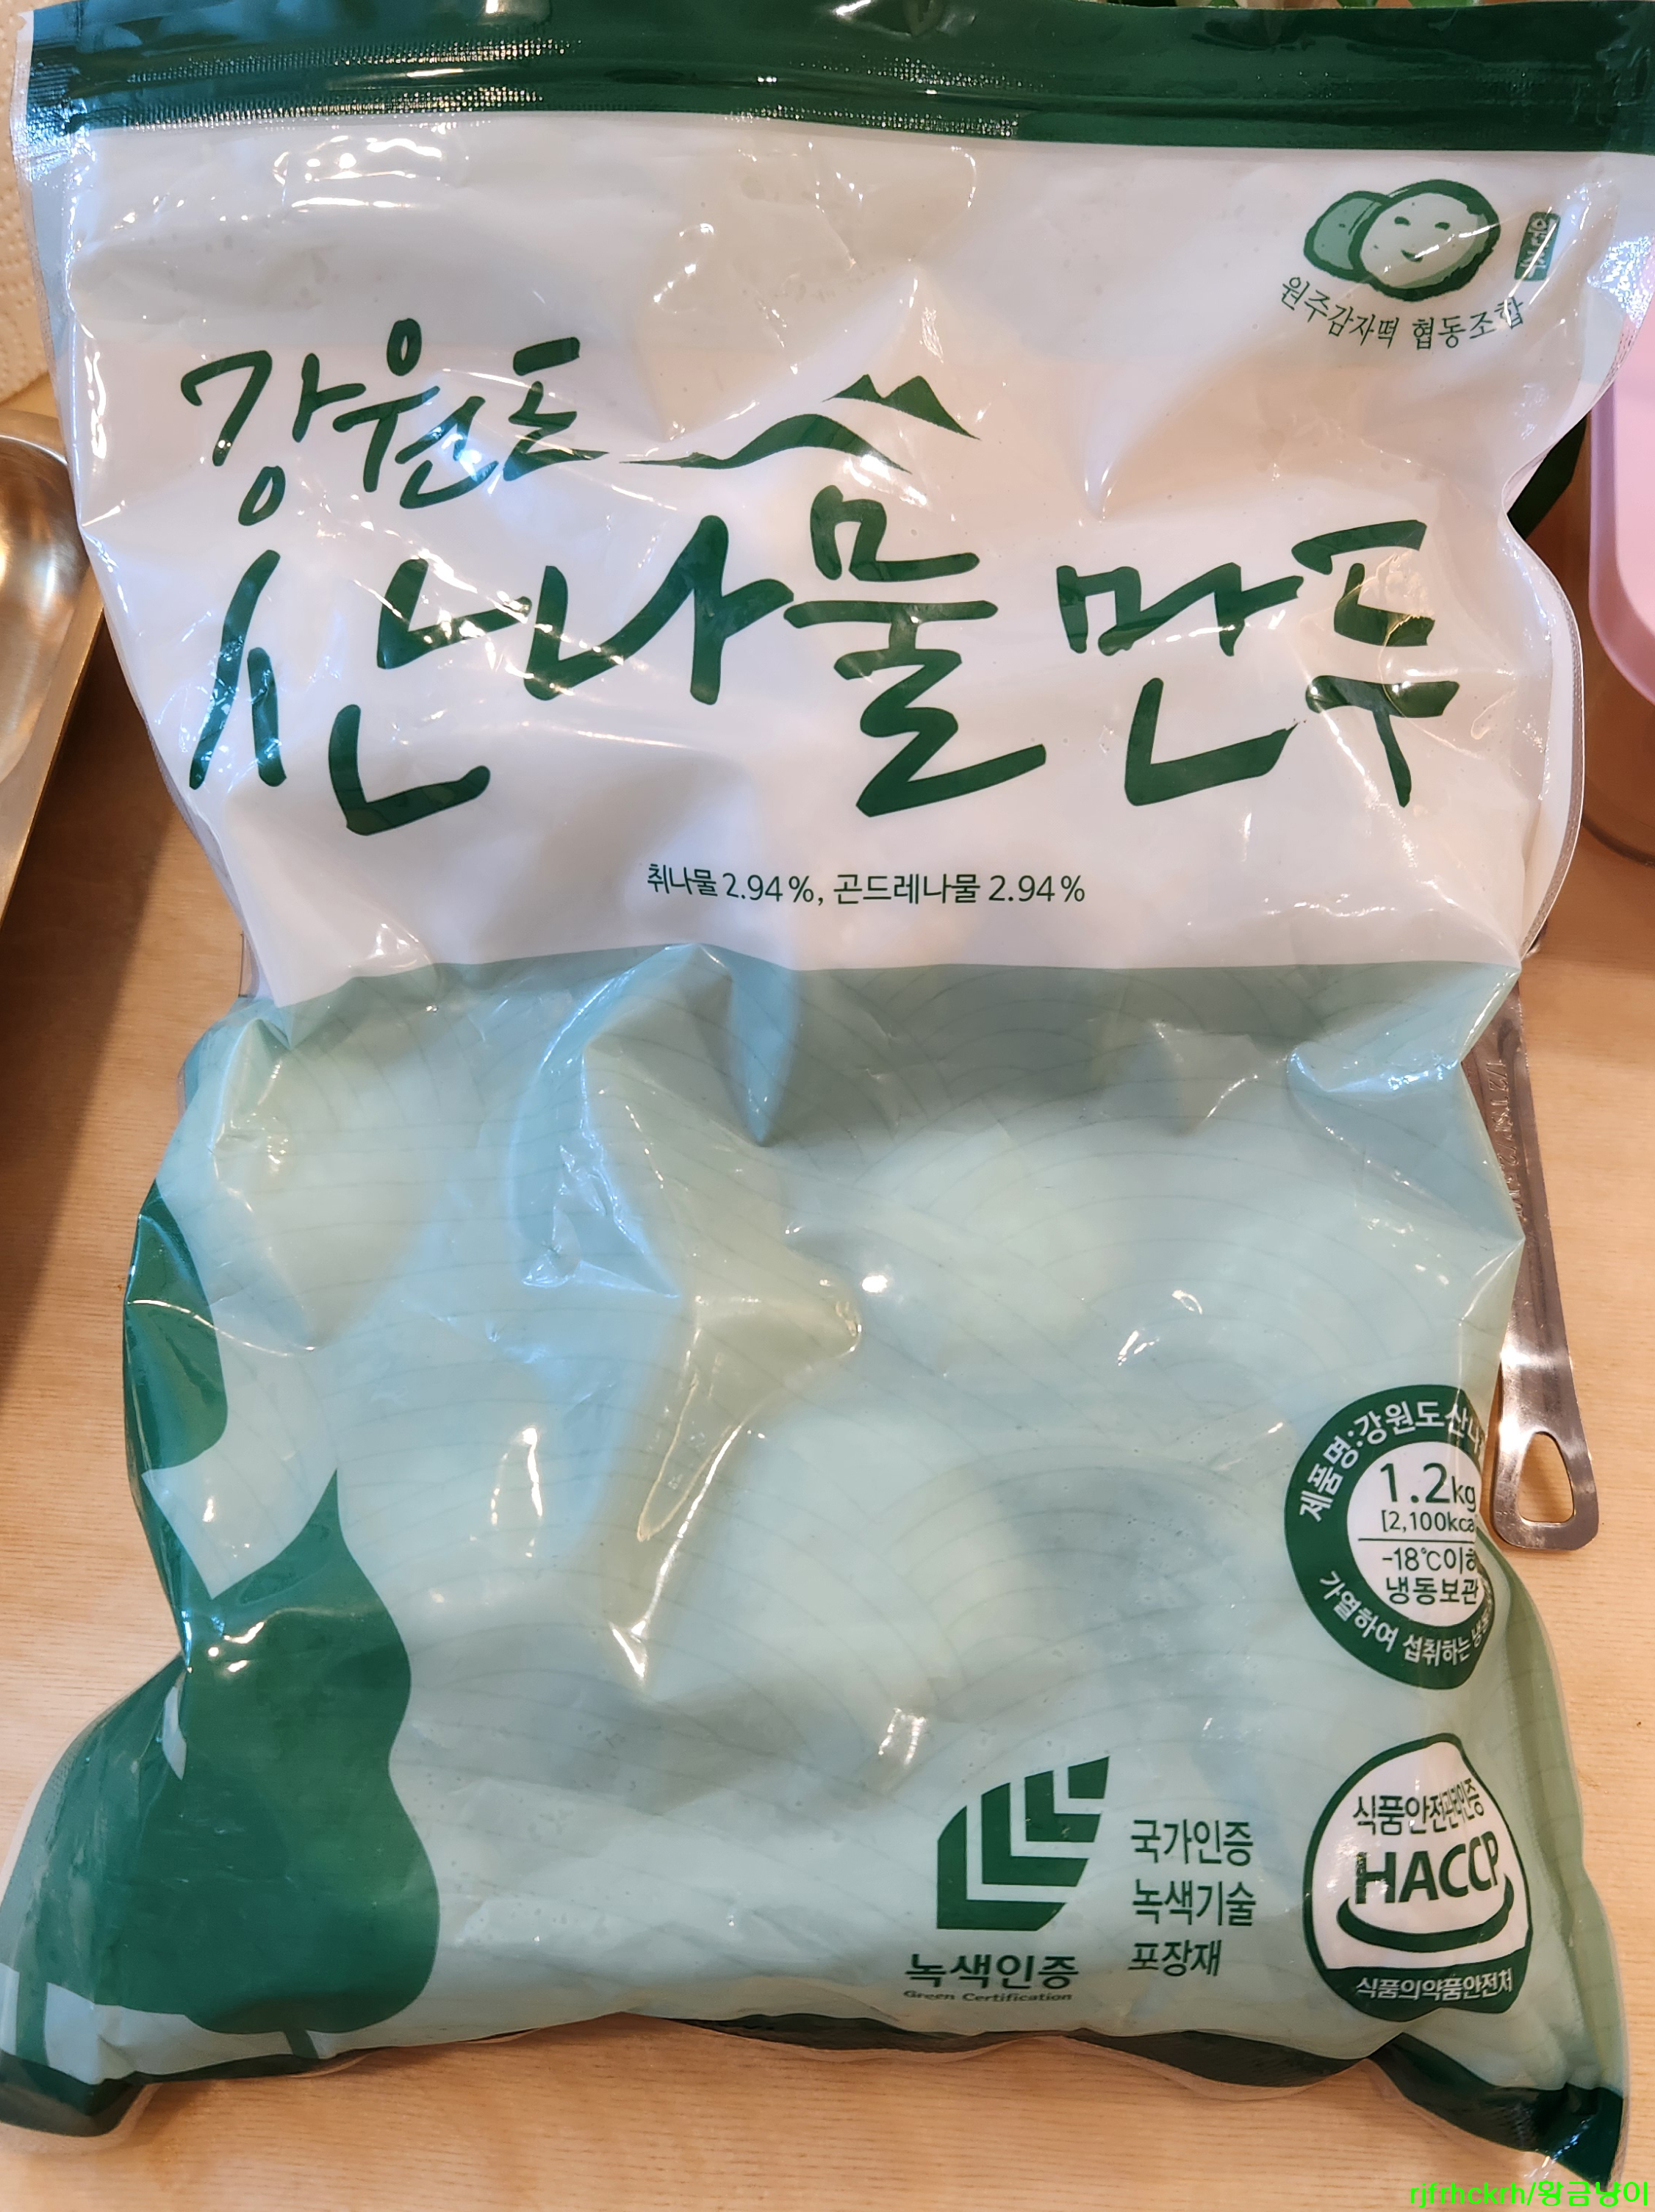 원주
원주감자떡 협동조합
강원도
산나물 만두
취나물 2.94%, 곤드레나물 2.94%
제품명:강원도산나
1.2kg
[2,100kca
-18℃이하
냉동보관
가열하여 섭취하는
국가인증
녹색기술
포장재
녹색인증
Green Certification
식품안전관리인증
HACCP
식품의약품안전처
rjfrhckrh/황금냥이